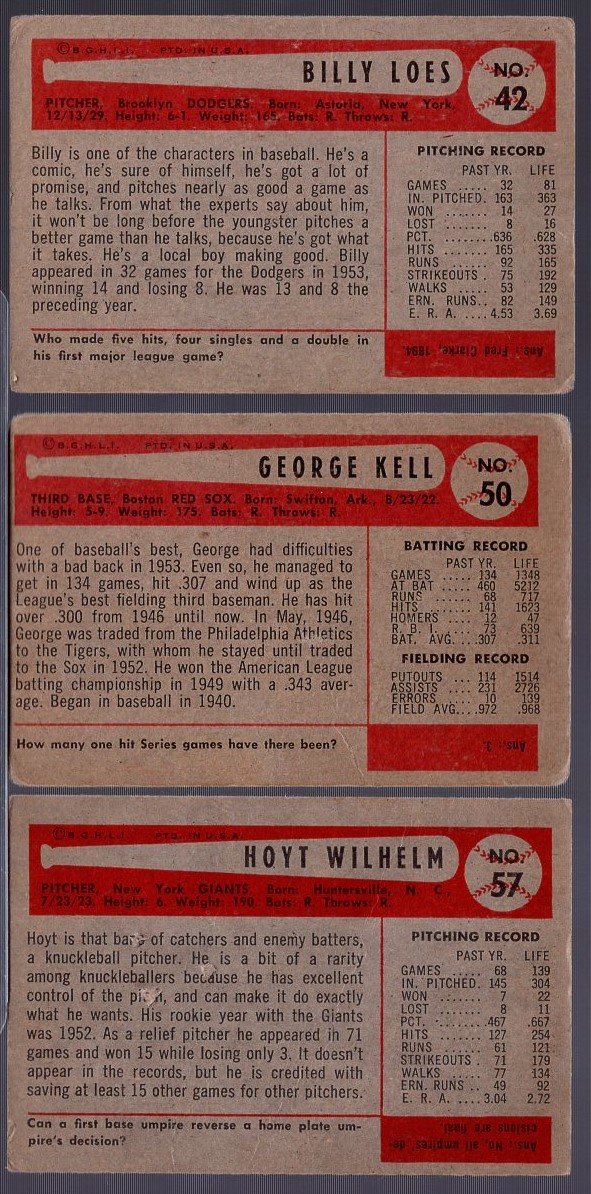 ©B.G.H.L.I. PTD. IN U.S.A.
BILLY LOES
NO.
42
PITCHER, Brooklyn DODGERS. Born: Astoria, New York,
12/13/29. Height: 6-1. Weight: 165. Bats: R. Throws: R.
Billy is one of the characters in baseball. He's a
comic, he's sure of himself, he's got a lot of
promise, and pitches nearly as good a game as
he talks. From what the experts say about him,
it won't be long before the youngster pitches a
better game than he talks, because he's got what
it takes. He's a local boy making good. Billy
appeared in 32 games for the Dodgers in 1953,
winning 14 and losing 8. He was 13 and 8 the
preceding year.
PITCHING RECORD
PAST YR. LIFE
GAMES ..... 32 81
IN. PITCHED. 163 363
WON ....... 14 27
LOST ....... 8 16
PCT. ........636 .628
HITS ....... 165 335
RUNS ...... 92 165
STRIKEOUTS . 75 192
WALKS ..... 53 129
ERN. RUNS.. 82 149
E. R. A. ....4.53 3.69
Who made five hits, four singles and a double in
his first major league game?
Ans.: Fred Clarke, 1894.
©B.G.H.L.I. PTD. IN U.S.A.
GEORGE KELL
NO.
50
THIRD BASE, Boston RED SOX. Born: Swifton, Ark., 8/23/22.
Height: 5-9. Weight: 175. Bats: R. Throws: R.
One of baseball's best, George had difficulties
with a bad back in 1953. Even so, he managed to
get in 134 games, hit .307 and wind up as the
League's best fielding third baseman. He has hit
over .300 from 1946 until now. In May, 1946,
George was traded from the Philadelphia Athletics
to the Tigers, with whom he stayed until traded
to the Sox in 1952. He won the American League
batting championship in 1949 with a .343 aver-
age. Began in baseball in 1940.
BATTING RECORD
PAST YR. LIFE
GAMES ..... 134 1348
AT BAT ..... 460 5212
RUNS ...... 68 717
HITS ....... 141 1623
HOMERS .... 12 47
R. B. I. ..... 73 639
BAT. AVG....307 .311
FIELDING RECORD
PUTOUTS ... 114 1514
ASSISTS .... 231 2726
ERRORS .... 10 139
FIELD AVG....972 .968
How many one hit Series games have there been?
Ans.: 3.
©B.G.H.L.I. PTD. IN U.S.A.
HOYT WILHELM
NO.
57
PITCHER, New York GIANTS. Born: Huntersville, N. C.,
7/23/23. Height: 6. Weight: 190. Bats: R. Throws: R.
Hoyt is that of catchers and enemy batters,
a knuckleball pitcher. He is a bit of a rarity
among knuckleballers because he has excellent
control of the and can make it do exactly
what he wants. His rookie year with the Giants
was 1952. As a relief pitcher he appeared in 71
games and won 15 while losing only 3. It doesn't
appear in the records, but he is credited with
saving at least 15 other games for other pitchers.
PITCHING RECORD
PAST YR. LIFE
GAMES ..... 68 139
IN. PITCHED. 145 304
WON ....... 7 22
LOST ....... 8 11
PCT. ........467 .667
HITS ....... 127 254
RUNS ...... 61 121
STRIKEOUTS . 71 179
WALKS ..... 77 134
ERN. RUNS .. 49 92
E. R. A. ....3.04 2.72
Can a first base umpire reverse a home plate um-
pire's decision?
Ans.: No, all umpires' de-
cisions are final.